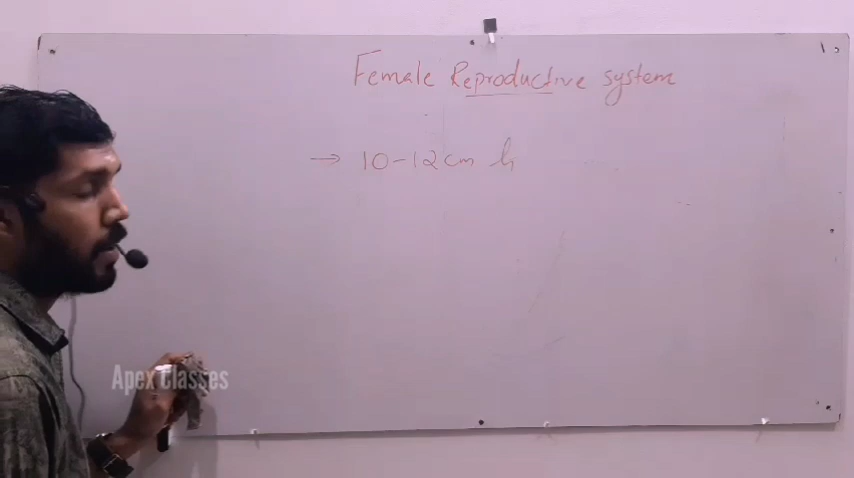 Female Reproductive system
→ 10-12cm
Apex Classes